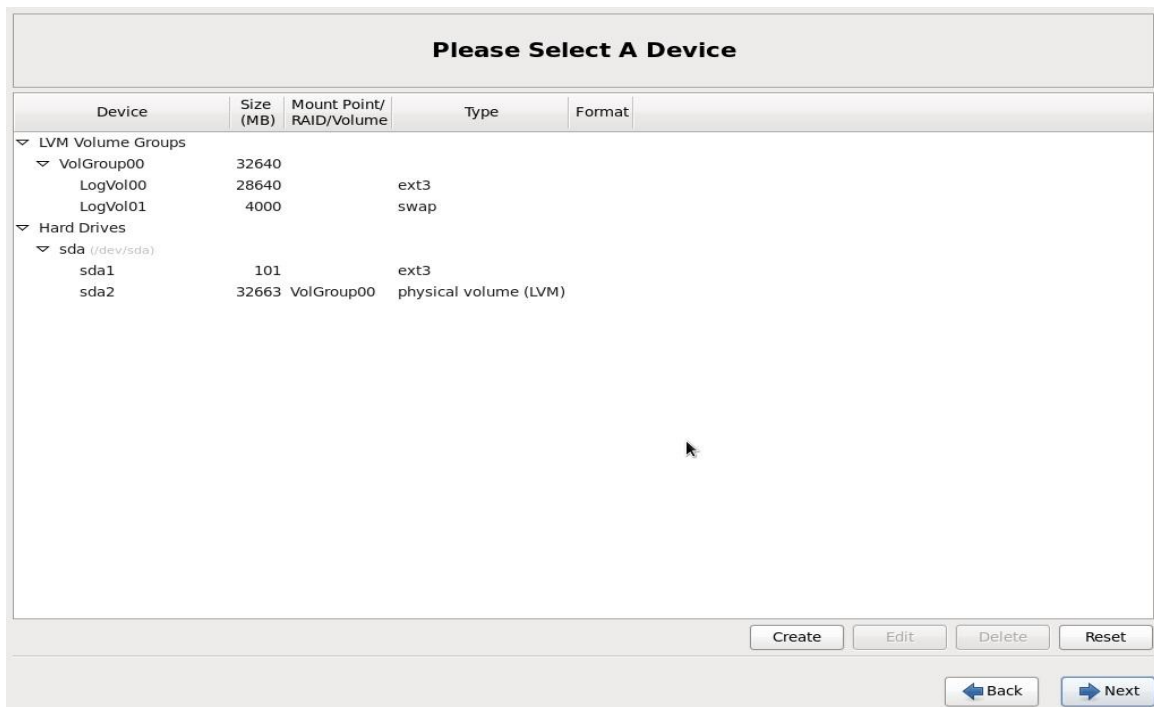 Please Select A Device
Device Size (MB) Mount Point/ RAID/Volume Type Format
LVM Volume Groups
VolGroup00 32640
LogVol00 28640 ext3
LogVol01 4000 swap
Hard Drives
sda (/dev/sda)
sda1 101 ext3
sda2 32663 VolGroup00 physical volume (LVM)
Create Edit Delete Reset
Back Next